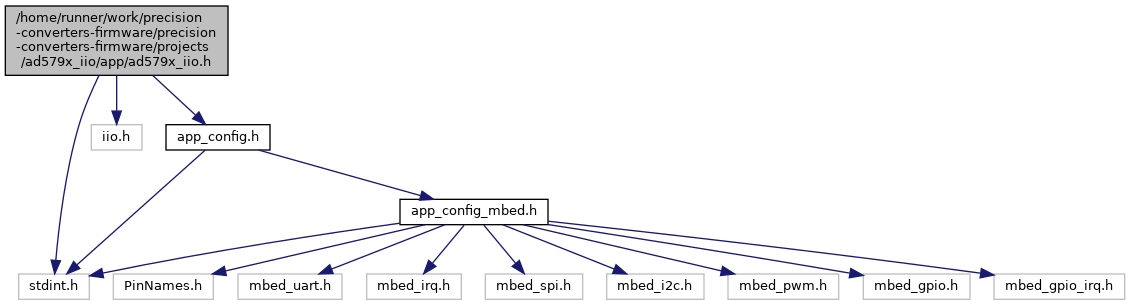 /home/runner/work/precision
-converters-firmware/precision
-converters-firmware/projects
/ad579x_iio/app/ad579x_iio.h
iio.h
app_config.h
app_config_mbed.h
stdint.h
PinNames.h
mbed_uart.h
mbed_irq.h
mbed_spi.h
mbed_i2c.h
mbed_pwm.h
mbed_gpio.h
mbed_gpio_irq.h